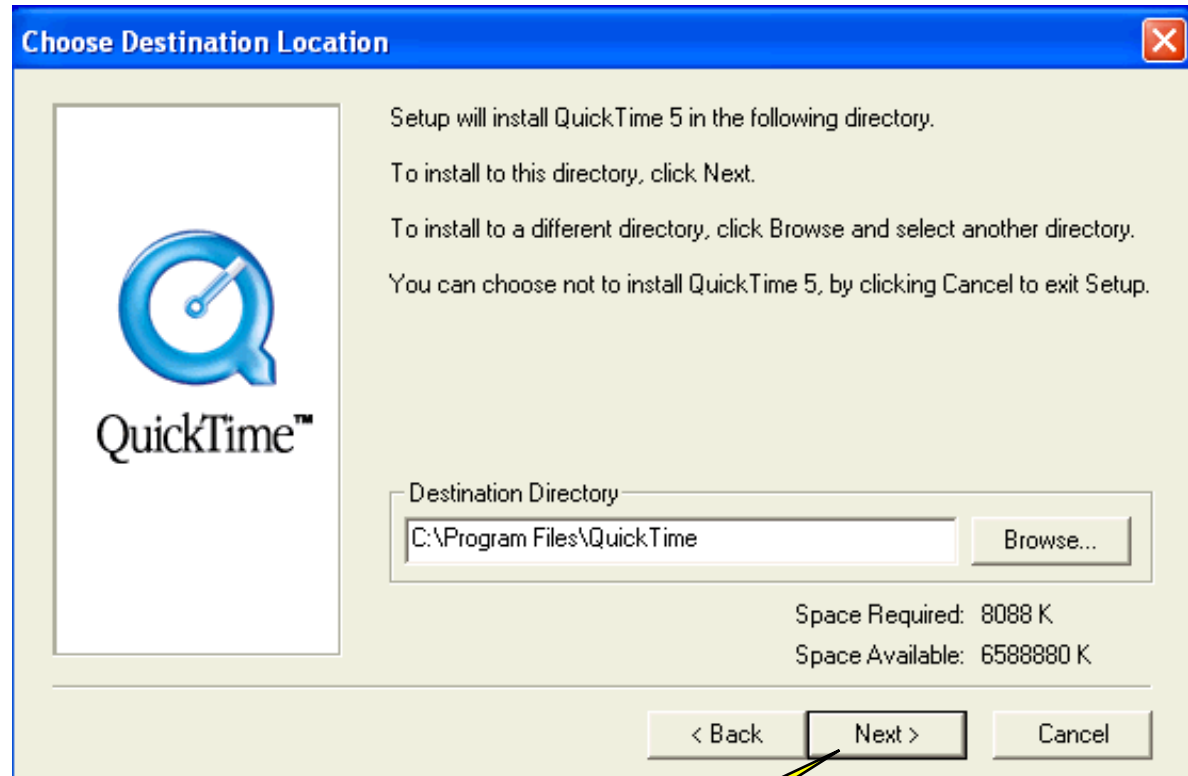 Choose Destination Location
Setup will install QuickTime 5 in the following directory.
To install to this directory, click Next.
To install to a different directory, click Browse and select another directory.
You can choose not to install QuickTime 5, by clicking Cancel to exit Setup.
QuickTime™
Destination Directory
C:\Program Files\QuickTime
Browse...
Space Required: 8088 K
Space Available: 6588880 K
< Back
Next >
Cancel